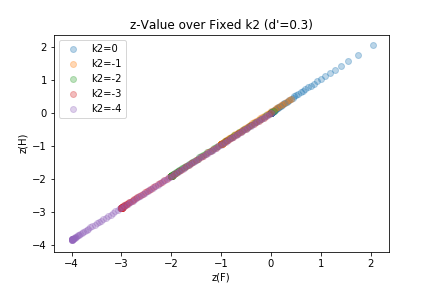 z-Value over Fixed k2 (d'=0.3)
k2=0
k2=-1
k2=-2
k2=-3
k2=-4
z(H)
2
1
0
−1
−2
−3
−4
−4 −3 −2 −1 0 1 2
z(F)